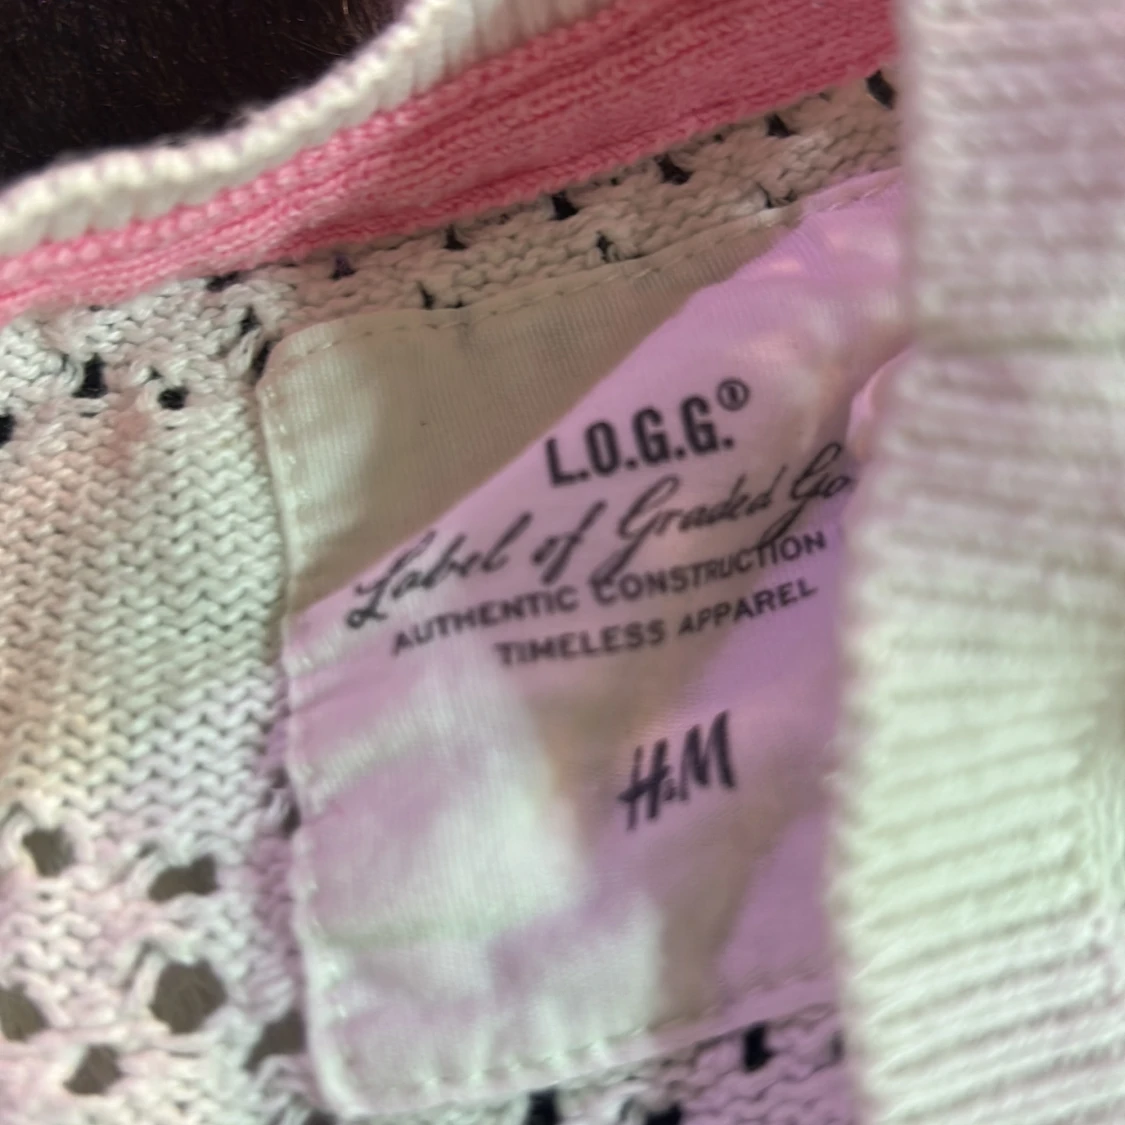 L.O.G.G.®
Label of Graded Go
AUTHENTIC CONSTRUCTION
TIMELESS APPAREL
H&M